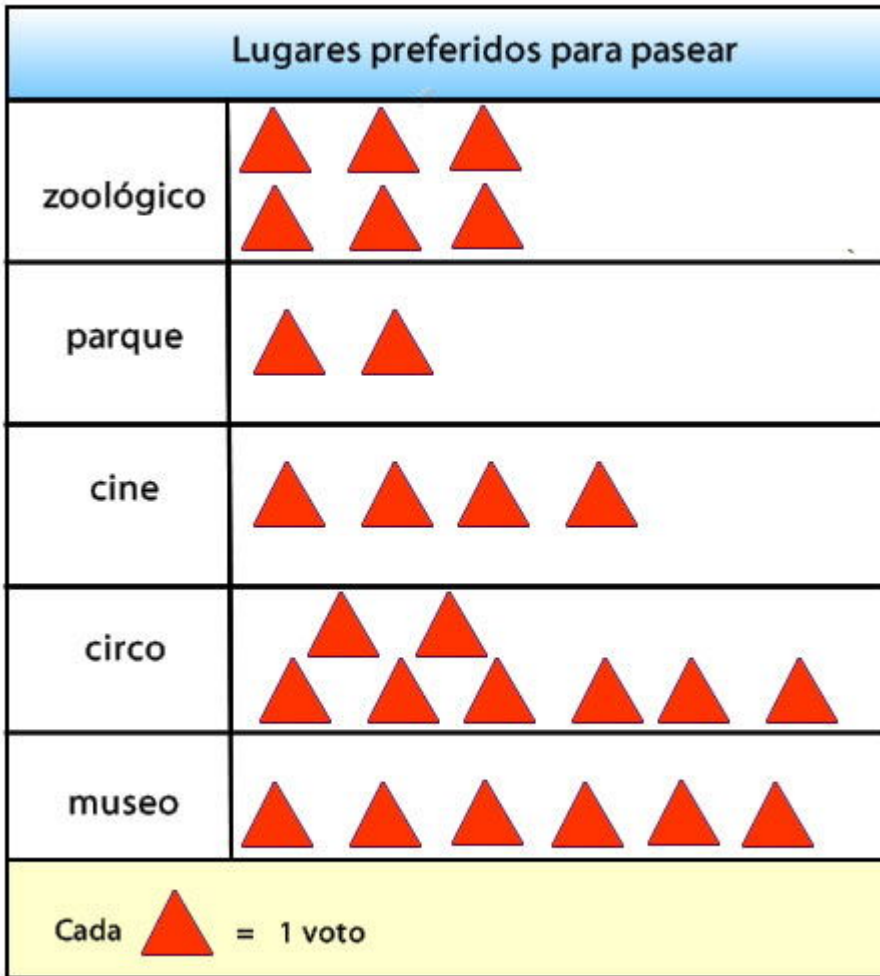 Lugares preferidos para pasear
zoológico
parque
cine
circo
museo
Cada = 1 voto